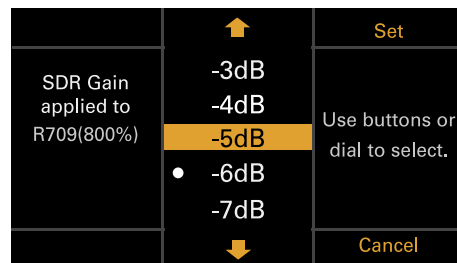 Set
SDR Gain
applied to
R709(800%)
-3dB
-4dB
-5dB
-6dB
-7dB
Use buttons or
dial to select.
Cancel